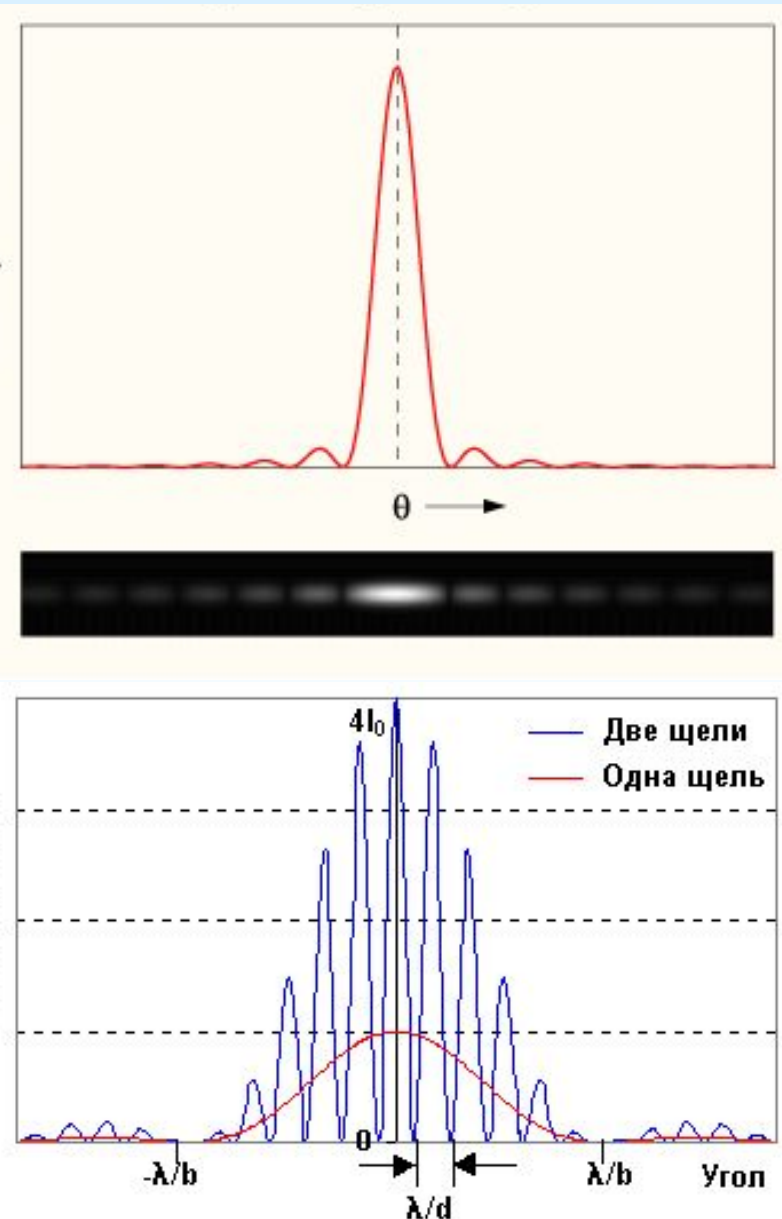 θ
4I₀
Две щели
Одна щель
0
-λ/b
λ/b
Угол
λ/d